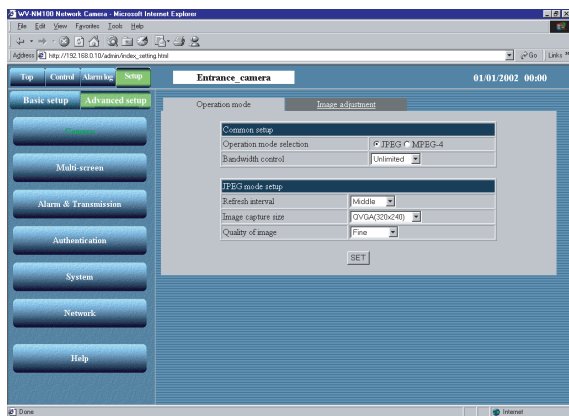 WV-NM100 Network Camera - Microsoft Internet Explorer
File Edit View Favorites Tools Help
Address http://192.168.0.10/admin/index_setting.html Go Links »
Top Control Alarm log Setup Entrance_camera 01/01/2002 00:00
Basic setup Advanced setup
Operation mode Image adjustment
Camera
Common setup
Operation mode selection JPEG MPEG-4
Bandwidth control Unlimited
Multi-screen
JPEG mode setup
Refresh interval Middle
Image capture size QVGA(320x240)
Quality of image Fine
Alarm & Transmission
Authentication
SET
System
Network
Help
Done Internet